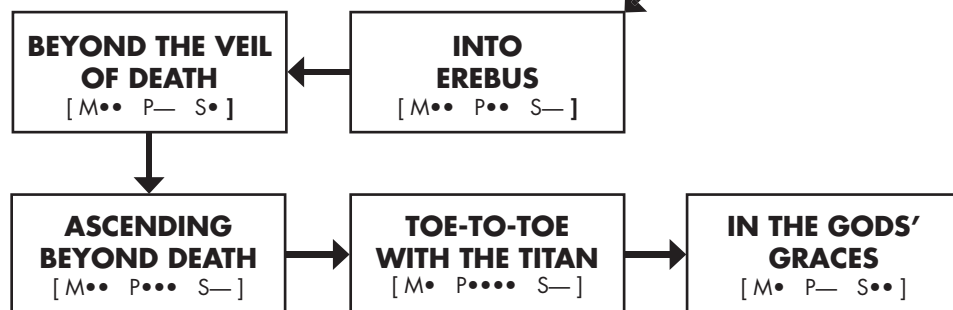 BEYOND THE VEIL
OF DEATH
[ M•• P— S• ]
INTO
EREBUS
[ M•• P•• S— ]
ASCENDING
BEYOND DEATH
[ M•• P••• S— ]
TOE-TO-TOE
WITH THE TITAN
[ M• P•••• S— ]
IN THE GODS’
GRACES
[ M• P— S•• ]